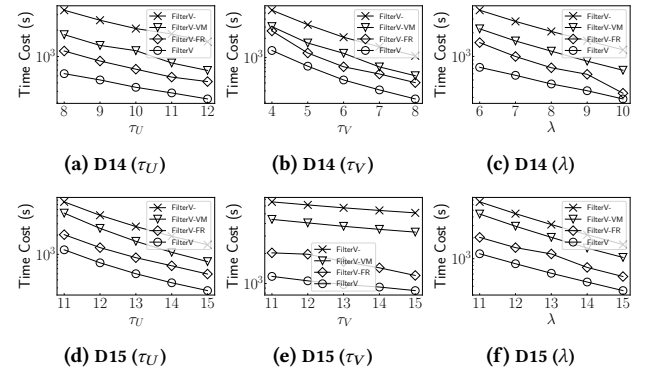 Time Cost (s)
10³
FilterV-
FilterV-VM
FilterV-FR
FilterV
8 9 10 11 12
τ_U
(a) D14 (τ_U)
Time Cost (s)
10³
FilterV-
FilterV-VM
FilterV-FR
FilterV
4 5 6 7 8
τ_V
(b) D14 (τ_V)
Time Cost (s)
10³
FilterV-
FilterV-VM
FilterV-FR
FilterV
6 7 8 9 10
λ
(c) D14 (λ)
Time Cost (s)
10³
FilterV-
FilterV-VM
FilterV-FR
FilterV
11 12 13 14 15
τ_U
(d) D15 (τ_U)
Time Cost (s)
10³
FilterV-
FilterV-VM
FilterV-FR
FilterV
11 12 13 14 15
τ_V
(e) D15 (τ_V)
Time Cost (s)
10³
FilterV-
FilterV-VM
FilterV-FR
FilterV
11 12 13 14 15
λ
(f) D15 (λ)